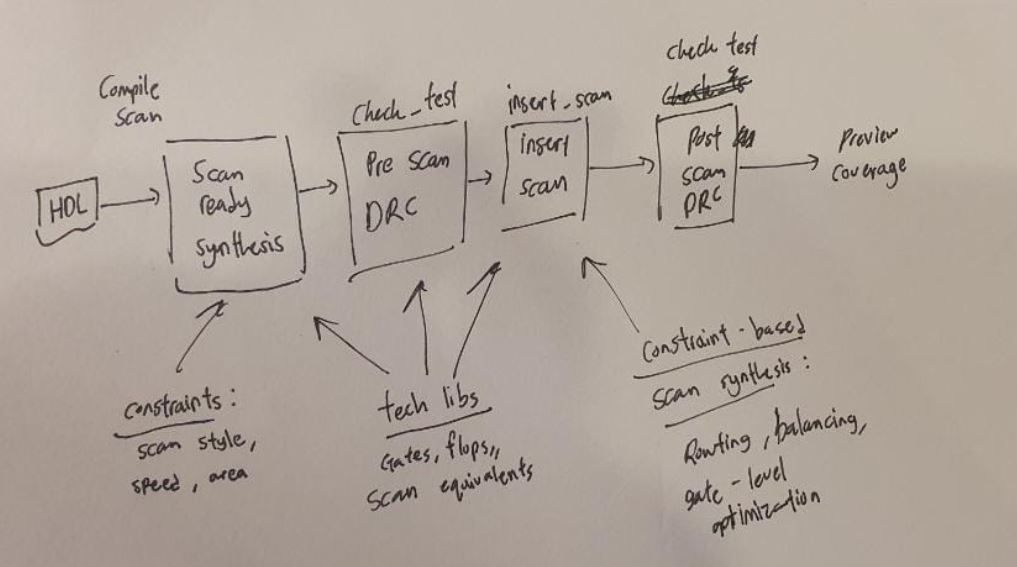 Compile
Scan
HDL
Scan
ready
synthesis
check_test
Pre scan
DRC
insert_scan
insert
scan
check test
Post
scan
DRC
Preview
coverage
constraints:
scan style,
speed, area
tech libs
Gates, flops,,
scan equivalents
Constraint-based
scan synthesis:
Routing, balancing,
gate-level
optimization